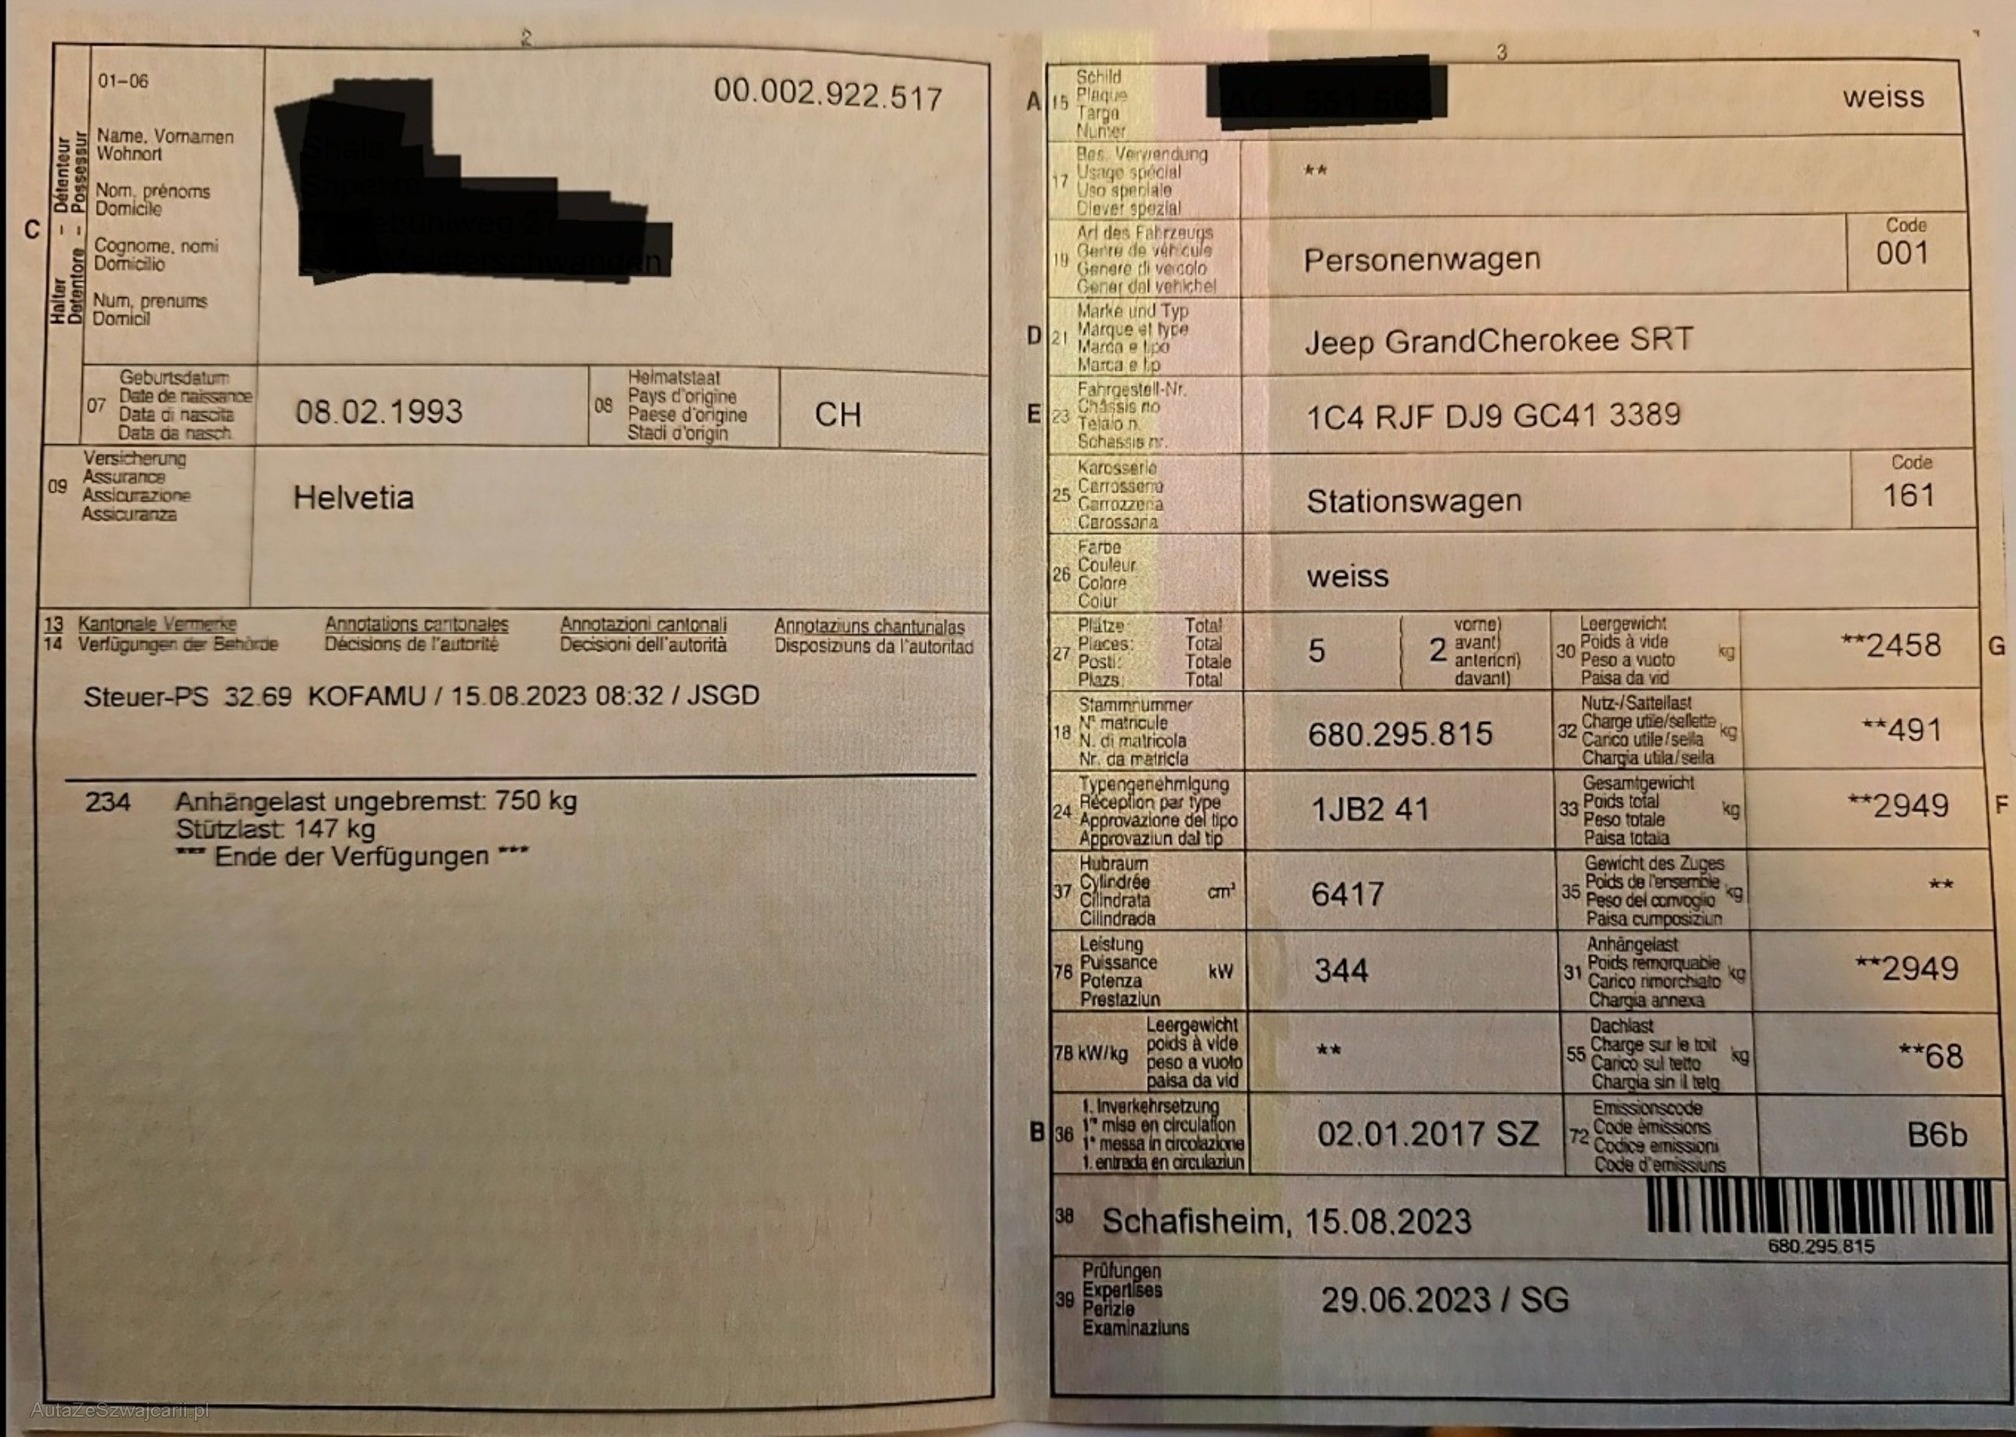 2
01-06
00.002.922.517
Name, Vornamen
Wohnort
Nom, prénoms
Domicile
Cognome, nomi
Domicilio
Num, prenums
Domicil
C
Halter - Détenteur
Detentore - Possessur
07
Geburtsdatum
Date de naissance
Data di nascita
Data da nasch.
08.02.1993
08
Heimatstaat
Pays d'origine
Paese d'origine
Stadi d'origin
CH
09
Versicherung
Assurance
Assicurazione
Assicuranza
Helvetia
13 Kantonale Vermerke Annotations cantonales Annotazioni cantonali Annotaziuns chantunalas
14 Verfügungen der Behörde Décisions de l'autorité Decisioni dell'autorità Disposiziuns da l'autoritad
Steuer-PS 32.69 KOFAMU / 15.08.2023 08:32 / JSGD
234 Anhängelast ungebremst: 750 kg
Stützlast: 147 kg
*** Ende der Verfügungen ***
AutaZeSzwajcarii.pl
3
A 15
Schild
Plaque
Targa
Numer
weiss
17
Bes. Verwendung
Usage spécial
Uso speciale
Diever spezial
**
19
Art des Fahrzeugs
Genre de véhicule
Genere di veicolo
Gener dal vehichel
Personenwagen
Code
001
D 21
Marke und Typ
Marque et type
Marca e tipo
Marca e tip
Jeep GrandCherokee SRT
E 23
Fahrgestell-Nr.
Châssis no
Telaio n.
Schassis nr.
1C4 RJF DJ9 GC41 3389
25
Karosserie
Carrosserie
Carrozzeria
Carossaria
Stationswagen
Code
161
26
Farbe
Couleur
Colore
Colur
weiss
27
Plätze: Total
Places: Total
Posti: Totale
Plazs: Total
5
2
vorne)
avant)
anteriori)
davant)
30
Leergewicht
Poids à vide
Peso a vuoto
Paisa da vid
kg
**2458
G
18
Stammnummer
N° matricule
N. di matricola
Nr. da matricla
680.295.815
32
Nutz-/Sattellast
Charge utile/sellette
Carico utile/sella
Chargia utila/sella
kg
**491
24
Typengenehmigung
Réception par type
Approvazione del tipo
Approvaziun dal tip
1JB2 41
33
Gesamtgewicht
Poids total
Peso totale
Paisa totala
kg
**2949
F
37
Hubraum
Cylindrée
Cilindrata
Cilindrada
cm³
6417
35
Gewicht des Zuges
Poids de l'ensemble
Peso del convoglio
Paisa cumposiziun
kg
**
76
Leistung
Puissance
Potenza
Prestaziun
kW
344
31
Anhängelast
Poids remorquable
Carico rimorchiato
Chargia annexa
kg
**2949
78 kW/kg
Leergewicht
poids à vide
peso a vuoto
paisa da vid
**
55
Dachlast
Charge sur le toit
Carico sul tetto
Chargia sin il tetg
kg
**68
B 36
1. Inverkehrsetzung
1re mise en circulation
1a messa in circolazione
1. entrada en circulaziun
02.01.2017 SZ
72
Emissionscode
Code émissions
Codice emissioni
Code d'emissiuns
B6b
38
Schafisheim, 15.08.2023
680.295.815
39
Prüfungen
Expertises
Perizie
Examinaziuns
29.06.2023 / SG